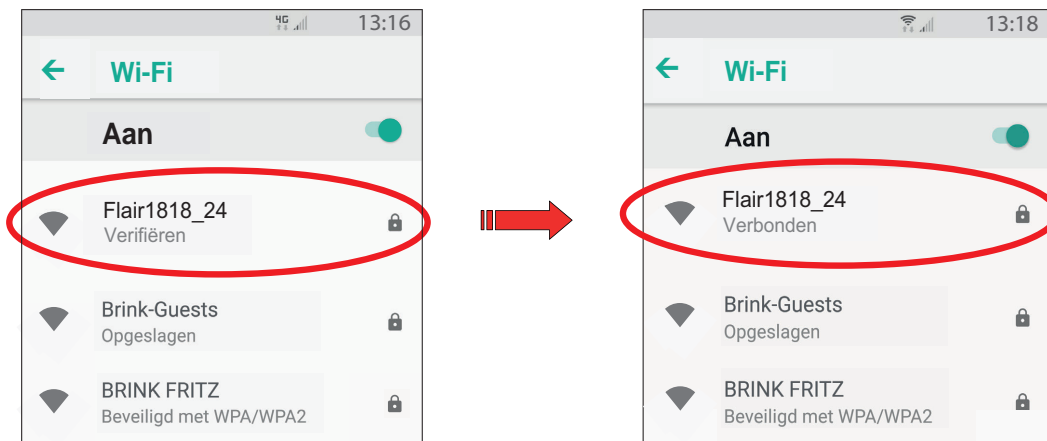 4G 13:16
Wi-Fi
Aan
Flair1818_24
Verifiëren
Brink-Guests
Opgeslagen
BRINK FRITZ
Beveiligd met WPA/WPA2
13:18
Wi-Fi
Aan
Flair1818_24
Verbonden
Brink-Guests
Opgeslagen
BRINK FRITZ
Beveiligd met WPA/WPA2